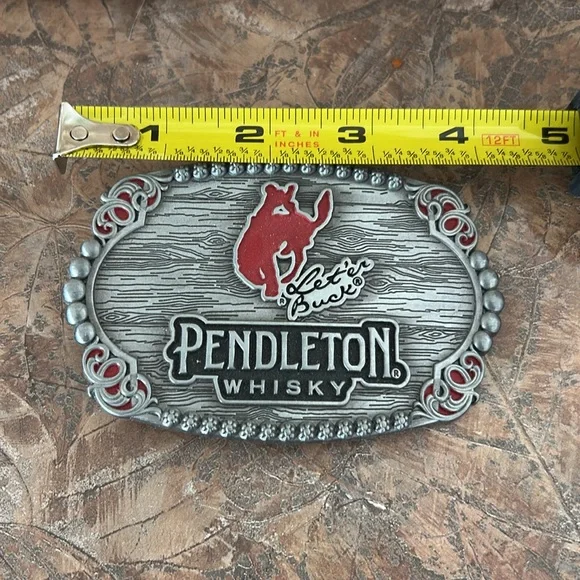 1 2 FT & IN INCHES 3 4 12FT 5
Let'er
Buck®
®
PENDLETON®
WHISKY